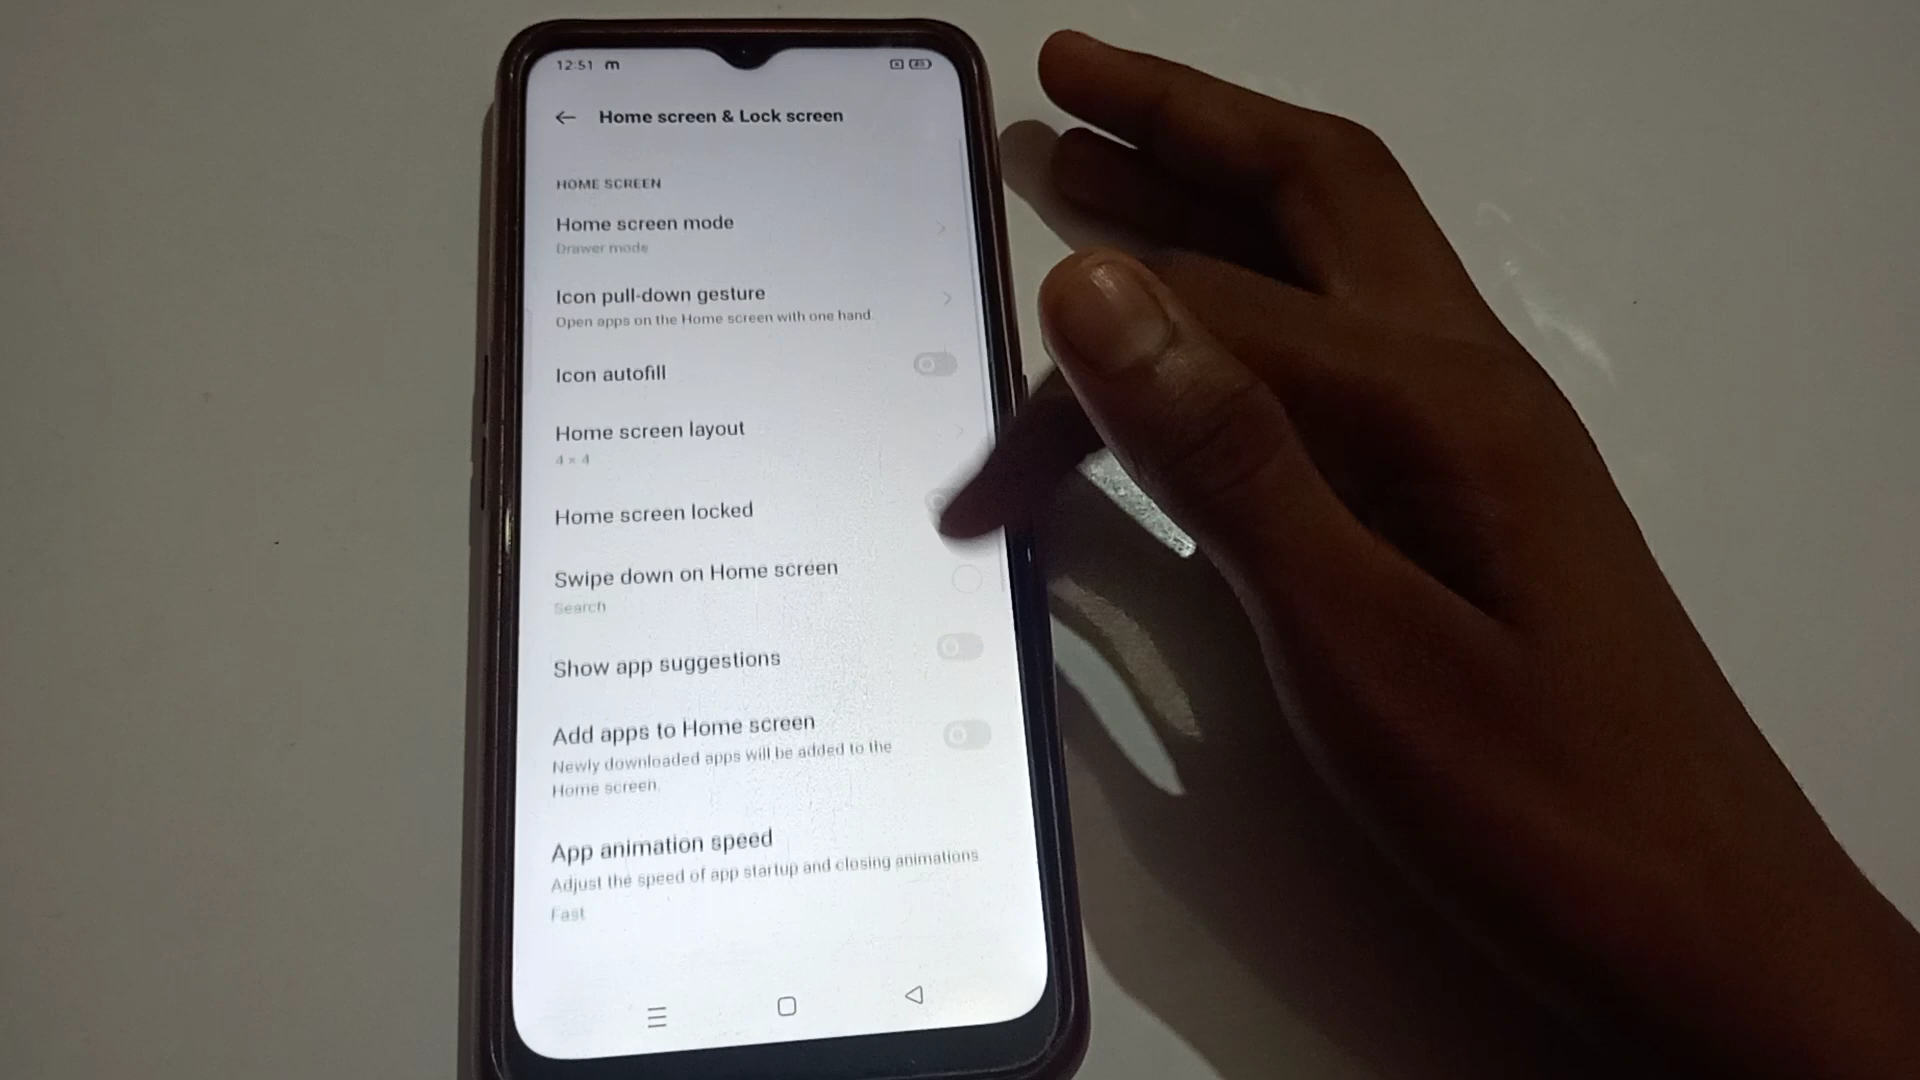 12:51 m
Home screen & Lock screen
HOME SCREEN
Home screen mode
Drawer mode
Icon pull-down gesture
Open apps on the Home screen with one hand.
Icon autofill
Home screen layout
4 × 4
Home screen locked
Swipe down on Home screen
Search
Show app suggestions
Add apps to Home screen
Newly downloaded apps will be added to the
Home screen.
App animation speed
Adjust the speed of app startup and closing animations.
Fast